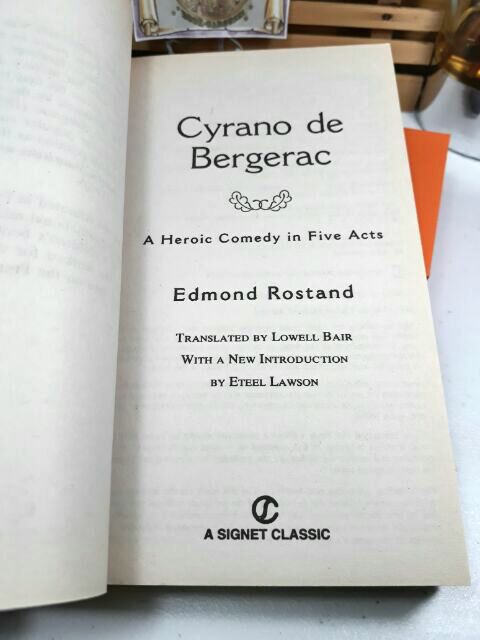 Cyrano de
Bergerac
A Heroic Comedy in Five Acts
Edmond Rostand
TRANSLATED BY LOWELL BAIR
WITH A NEW INTRODUCTION
BY ETEEL LAWSON
SC
A SIGNET CLASSIC